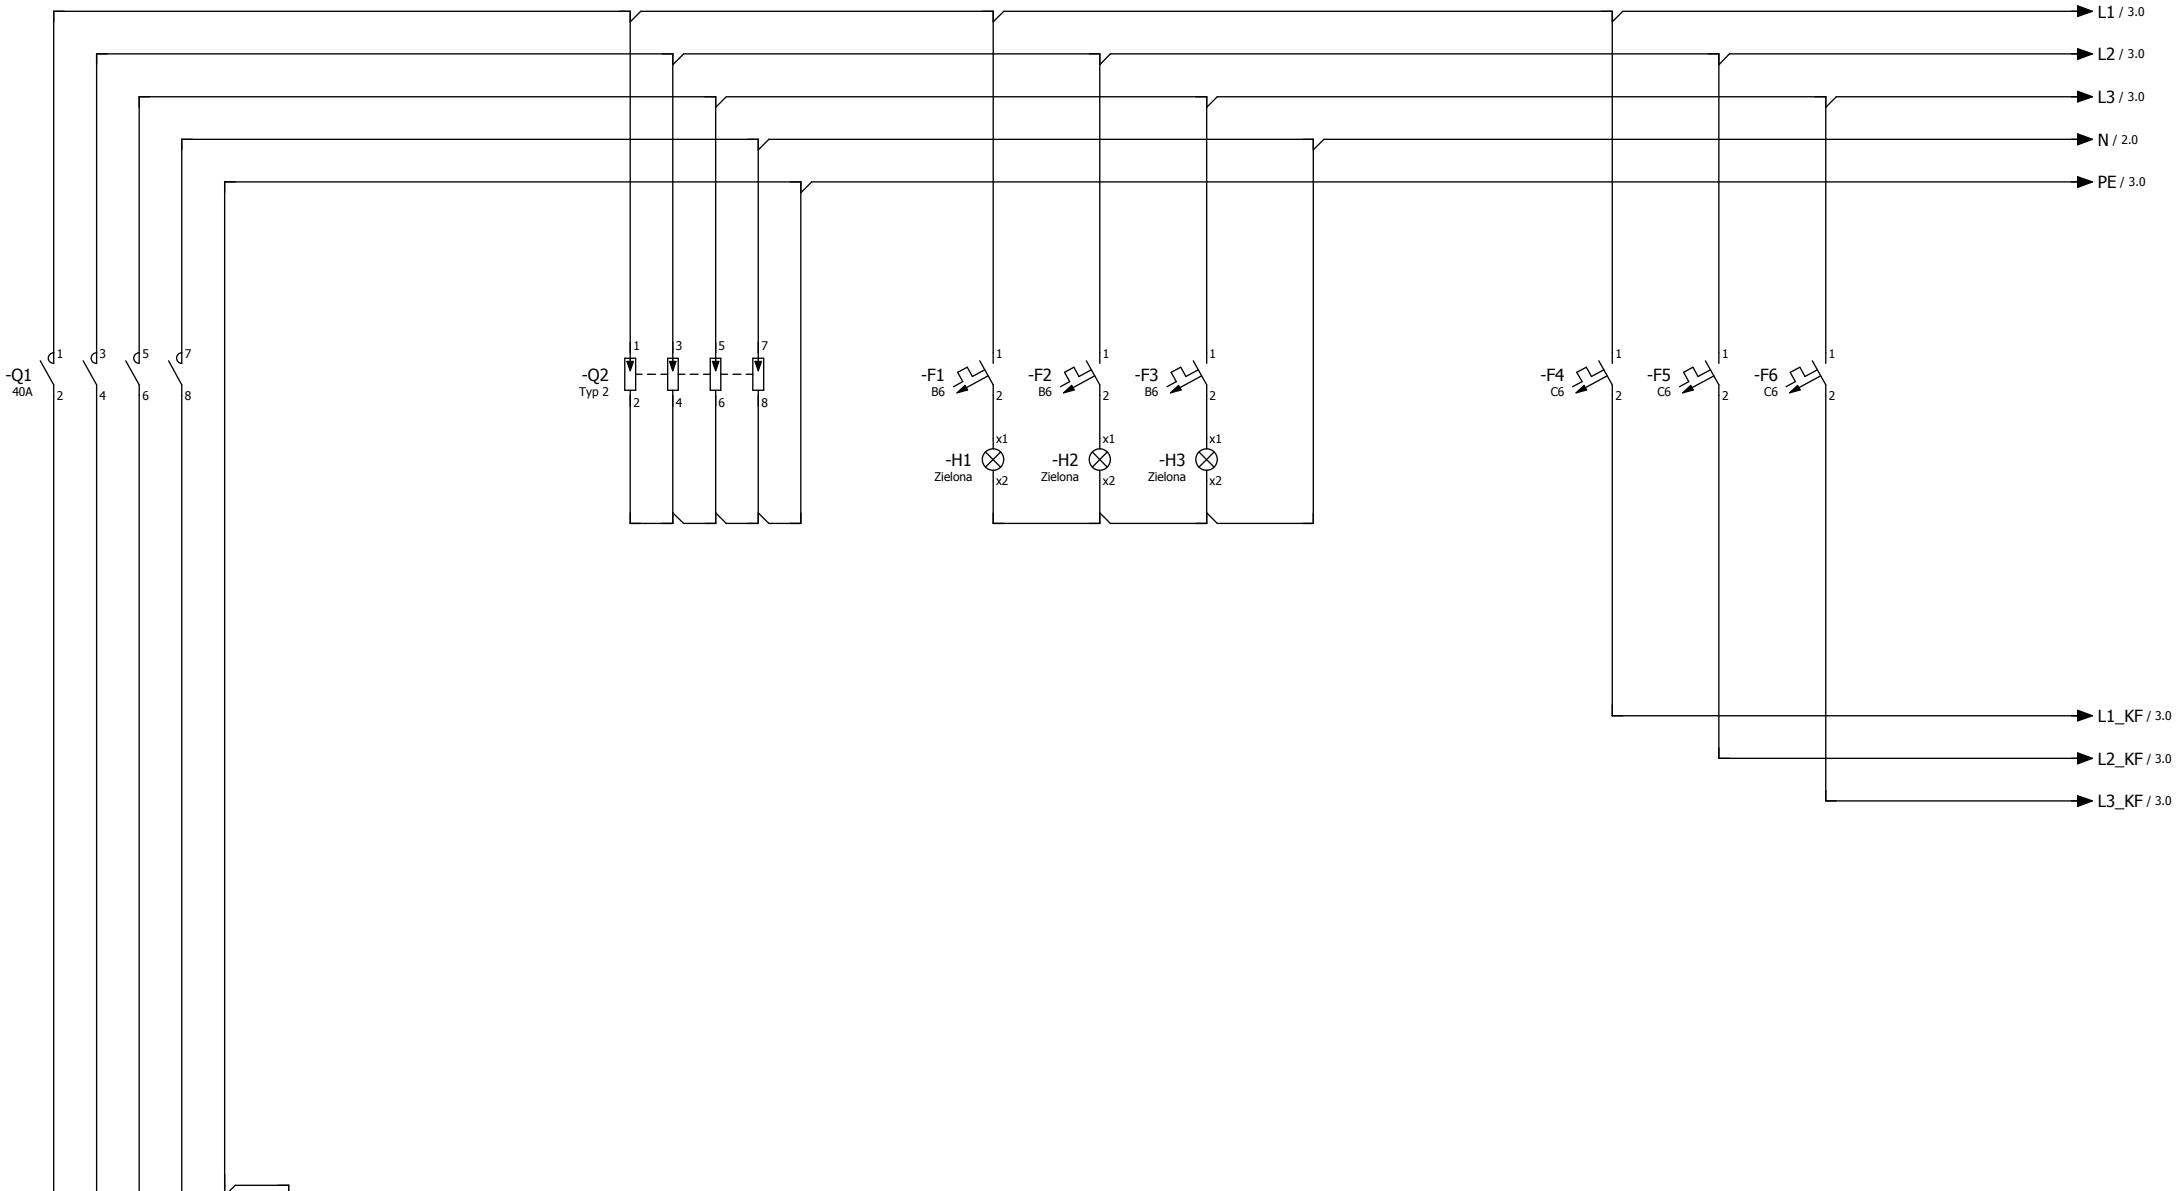 L1 / 3.0
L2 / 3.0
L3 / 3.0
N / 2.0
PE / 3.0
1 3 5 7
-Q1
40A
2 4 6 8
1 3 5 7
-Q2
Typ 2
2 4 6 8
1
-F1
B6
2
1
-F2
B6
2
1
-F3
B6
2
x1
-H1
Zielona
x2
x1
-H2
Zielona
x2
x1
-H3
Zielona
x2
1
-F4
C6
2
1
-F5
C6
2
1
-F6
C6
2
L1_KF / 3.0
L2_KF / 3.0
L3_KF / 3.0